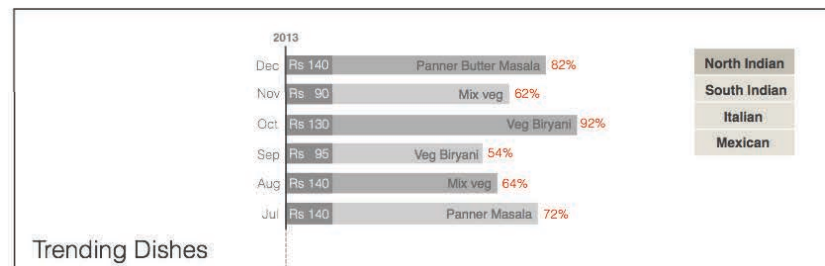 2013
Dec Rs 140 Panner Butter Masala 82%
Nov Rs 90 Mix veg 62%
Oct Rs 130 Veg Biryani 92%
Sep Rs 95 Veg Biryani 54%
Aug Rs 140 Mix veg 64%
Jul Rs 140 Panner Masala 72%
North Indian
South Indian
Italian
Mexican
Trending Dishes